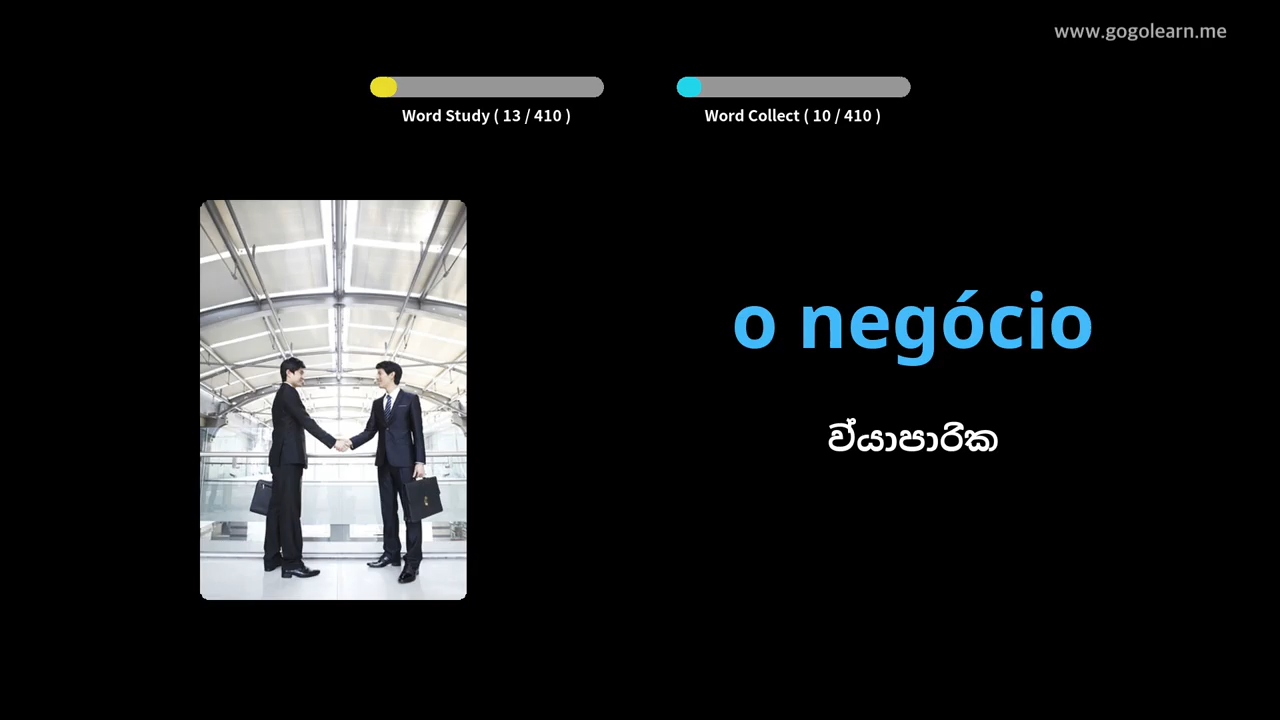 www.gogolearn.me
Word Study ( 13 / 410 )
Word Collect ( 10 / 410 )
o negócio
ව්යාපාරික